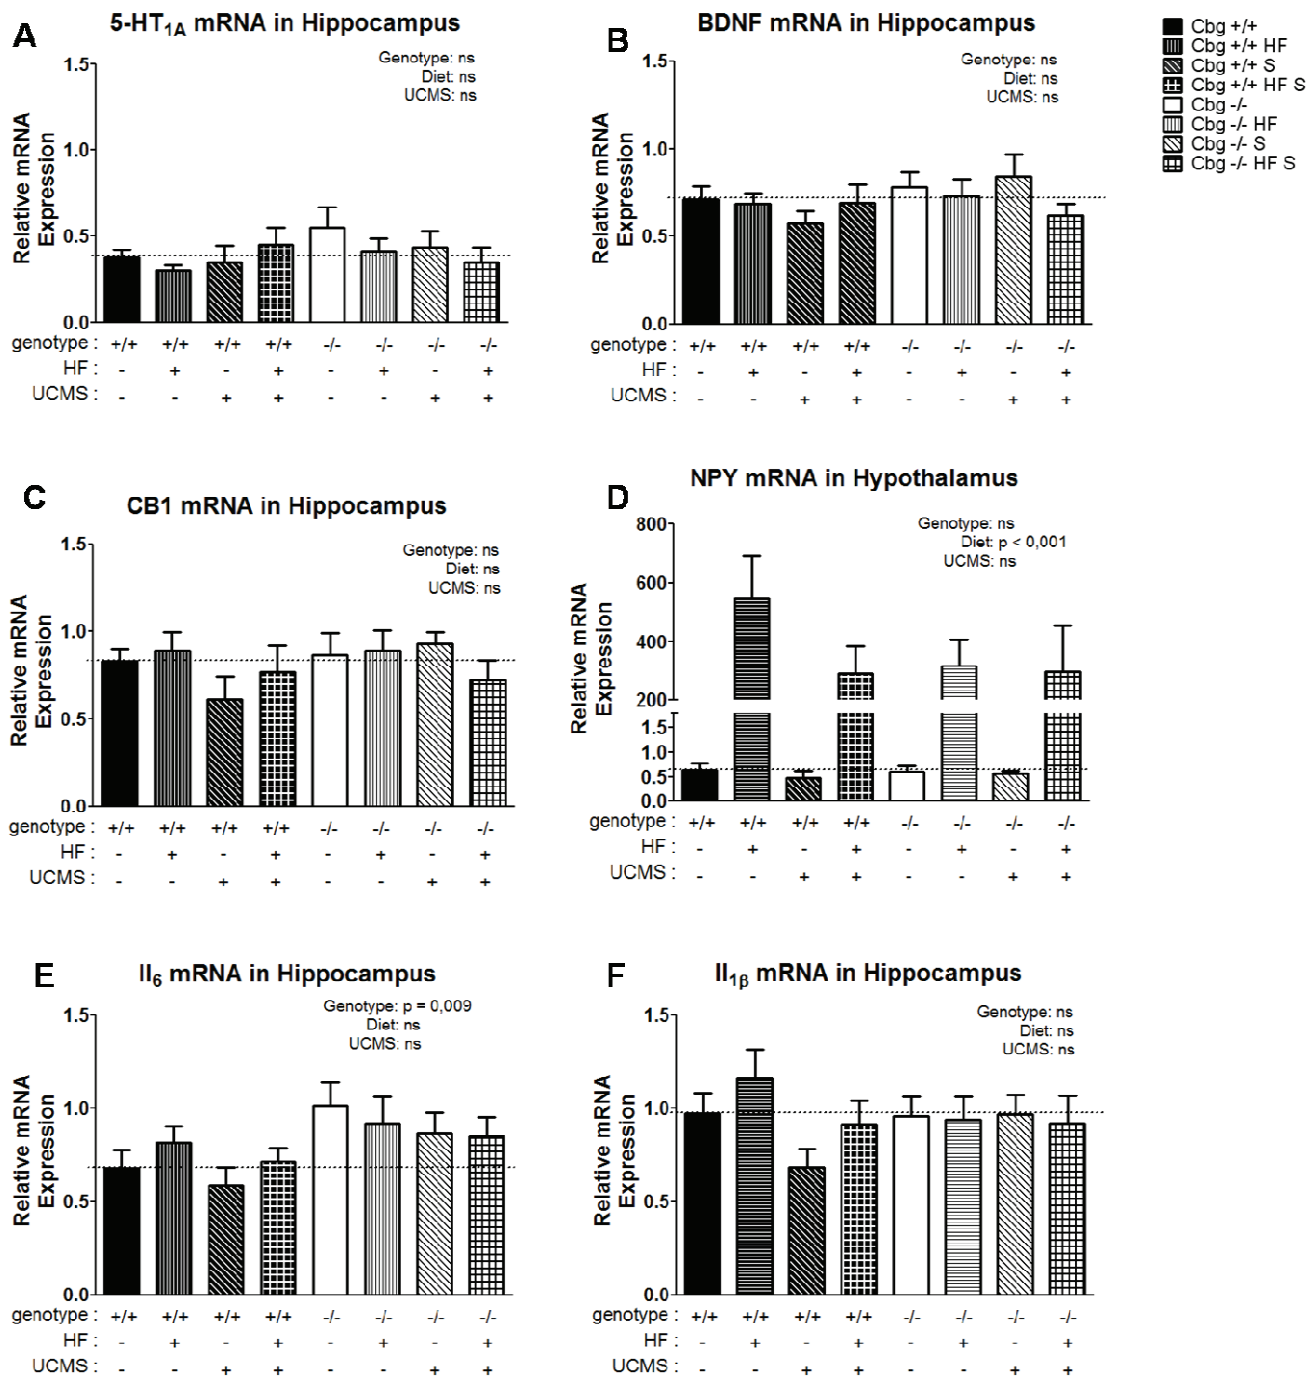 A
5-HT1A mRNA in Hippocampus
Genotype: ns
Diet: ns
UCMS: ns
Relative mRNA
Expression
1.5
1.0
0.5
0.0
genotype : +/+ +/+ +/+ +/+ -/- -/- -/- -/-
HF : - + - + - + - +
UCMS : - - + + - - + +
B
BDNF mRNA in Hippocampus
Genotype: ns
Diet: ns
UCMS: ns
Relative mRNA
Expression
1.5
1.0
0.5
0.0
genotype : +/+ +/+ +/+ +/+ -/- -/- -/- -/-
HF : - + - + - + - +
UCMS : - - + + - - + +
Cbg +/+
Cbg +/+ HF
Cbg +/+ S
Cbg +/+ HF S
Cbg -/-
Cbg -/- HF
Cbg -/- S
Cbg -/- HF S
C
CB1 mRNA in Hippocampus
Genotype: ns
Diet: ns
UCMS: ns
Relative mRNA
Expression
1.5
1.0
0.5
0.0
genotype : +/+ +/+ +/+ +/+ -/- -/- -/- -/-
HF : - + - + - + - +
UCMS : - - + + - - + +
D
NPY mRNA in Hypothalamus
Genotype: ns
Diet: p < 0,001
UCMS: ns
Relative mRNA
Expression
800
600
400
200
1.5
1.0
0.5
0.0
genotype : +/+ +/+ +/+ +/+ -/- -/- -/- -/-
HF : - + - + - + - +
UCMS : - - + + - - + +
E
Il6 mRNA in Hippocampus
Genotype: p = 0,009
Diet: ns
UCMS: ns
Relative mRNA
Expression
1.5
1.0
0.5
0.0
genotype : +/+ +/+ +/+ +/+ -/- -/- -/- -/-
HF : - + - + - + - +
UCMS : - - + + - - + +
F
Il1β mRNA in Hippocampus
Genotype: ns
Diet: ns
UCMS: ns
Relative mRNA
Expression
1.5
1.0
0.5
0.0
genotype : +/+ +/+ +/+ +/+ -/- -/- -/- -/-
HF : - + - + - + - +
UCMS : - - + + - - + +